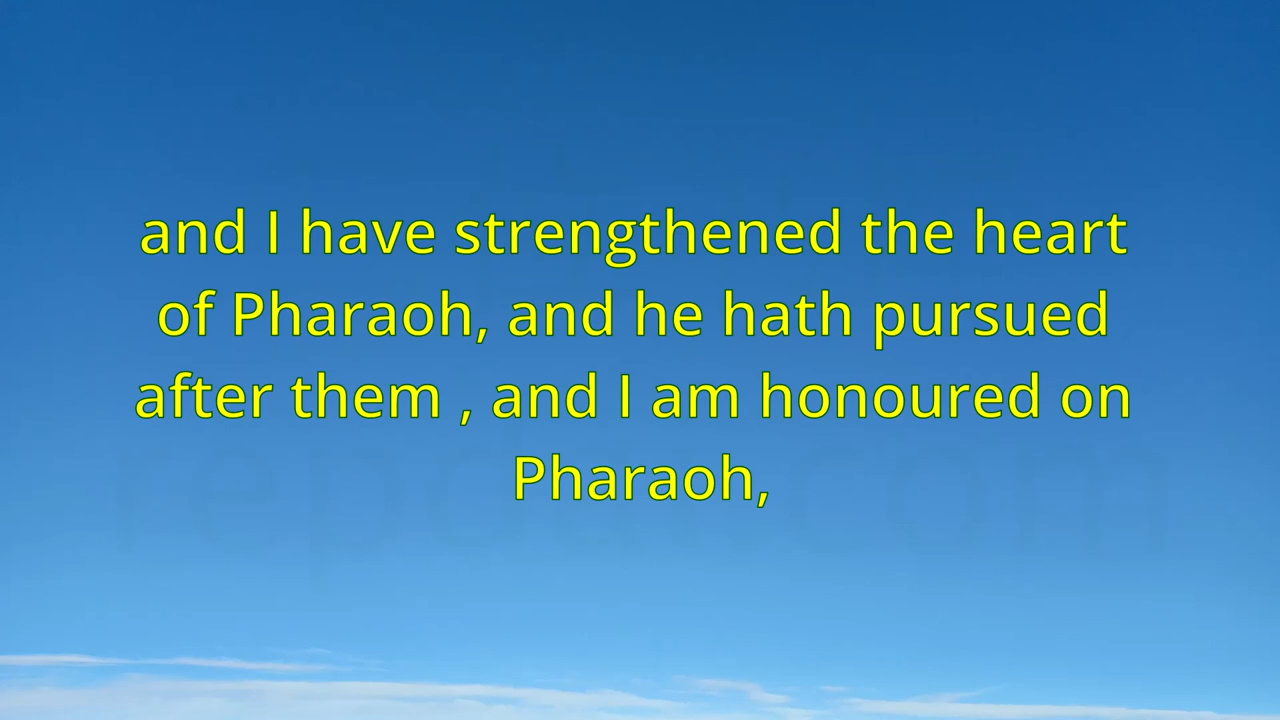 and I have strengthened the heart
of Pharaoh, and he hath pursued
after them , and I am honoured on
Pharaoh,